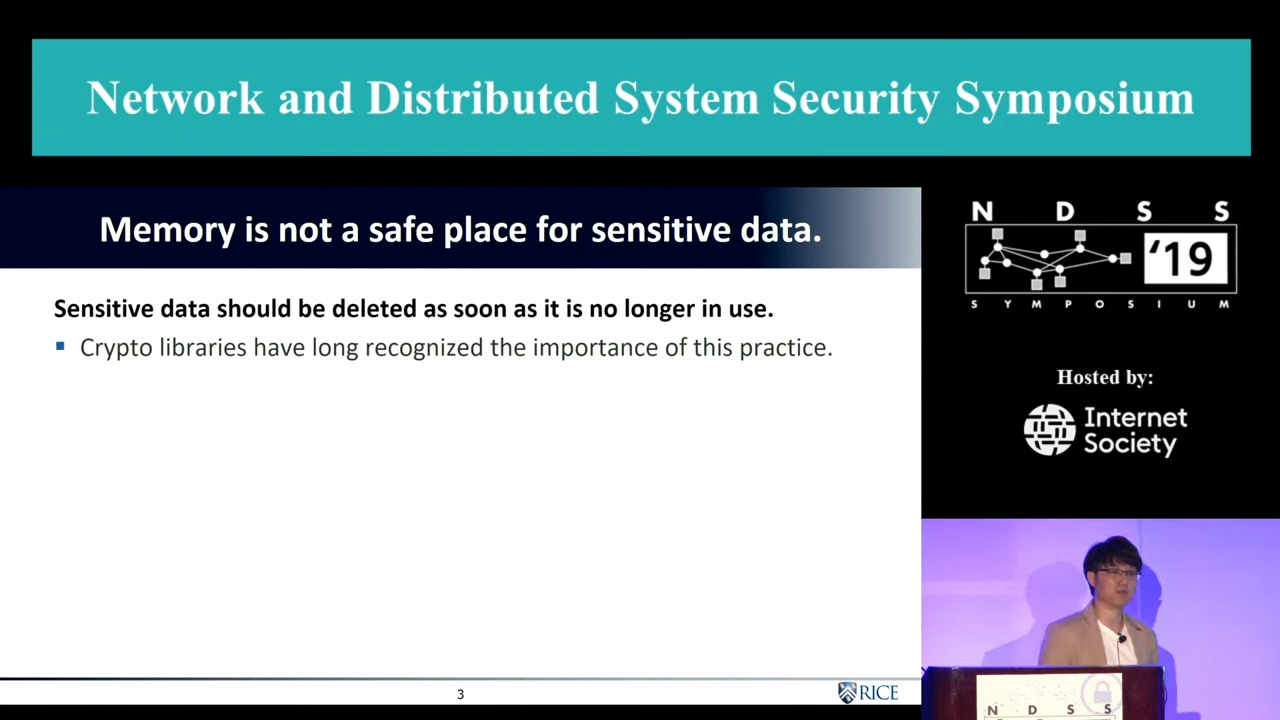 Network and Distributed System Security Symposium
Memory is not a safe place for sensitive data.
Sensitive data should be deleted as soon as it is no longer in use.
Crypto libraries have long recognized the importance of this practice.
3
RICE
N D S S
'19
S Y M P O S I U M
Hosted by:
Internet
Society
N D S S